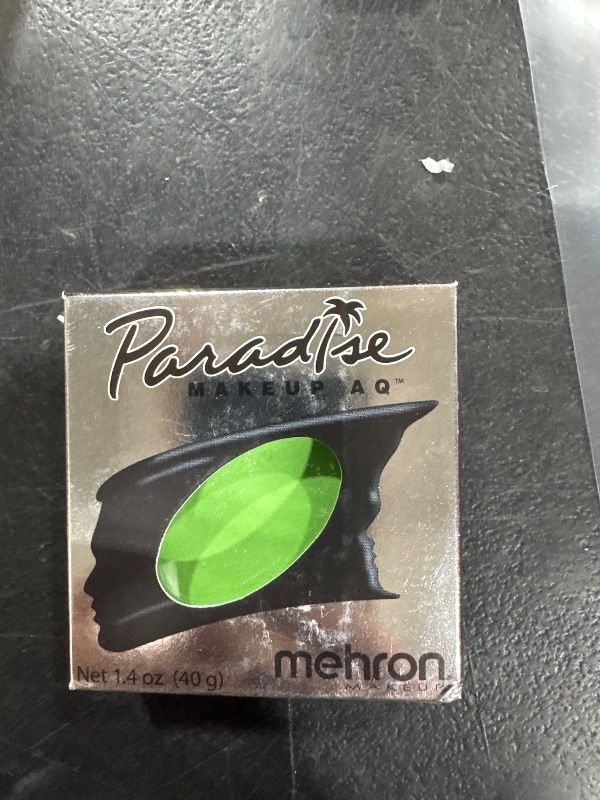 Paradise
MAKEUP AQ™
Net 1.4 oz (40 g)
mehron
MAKEUP